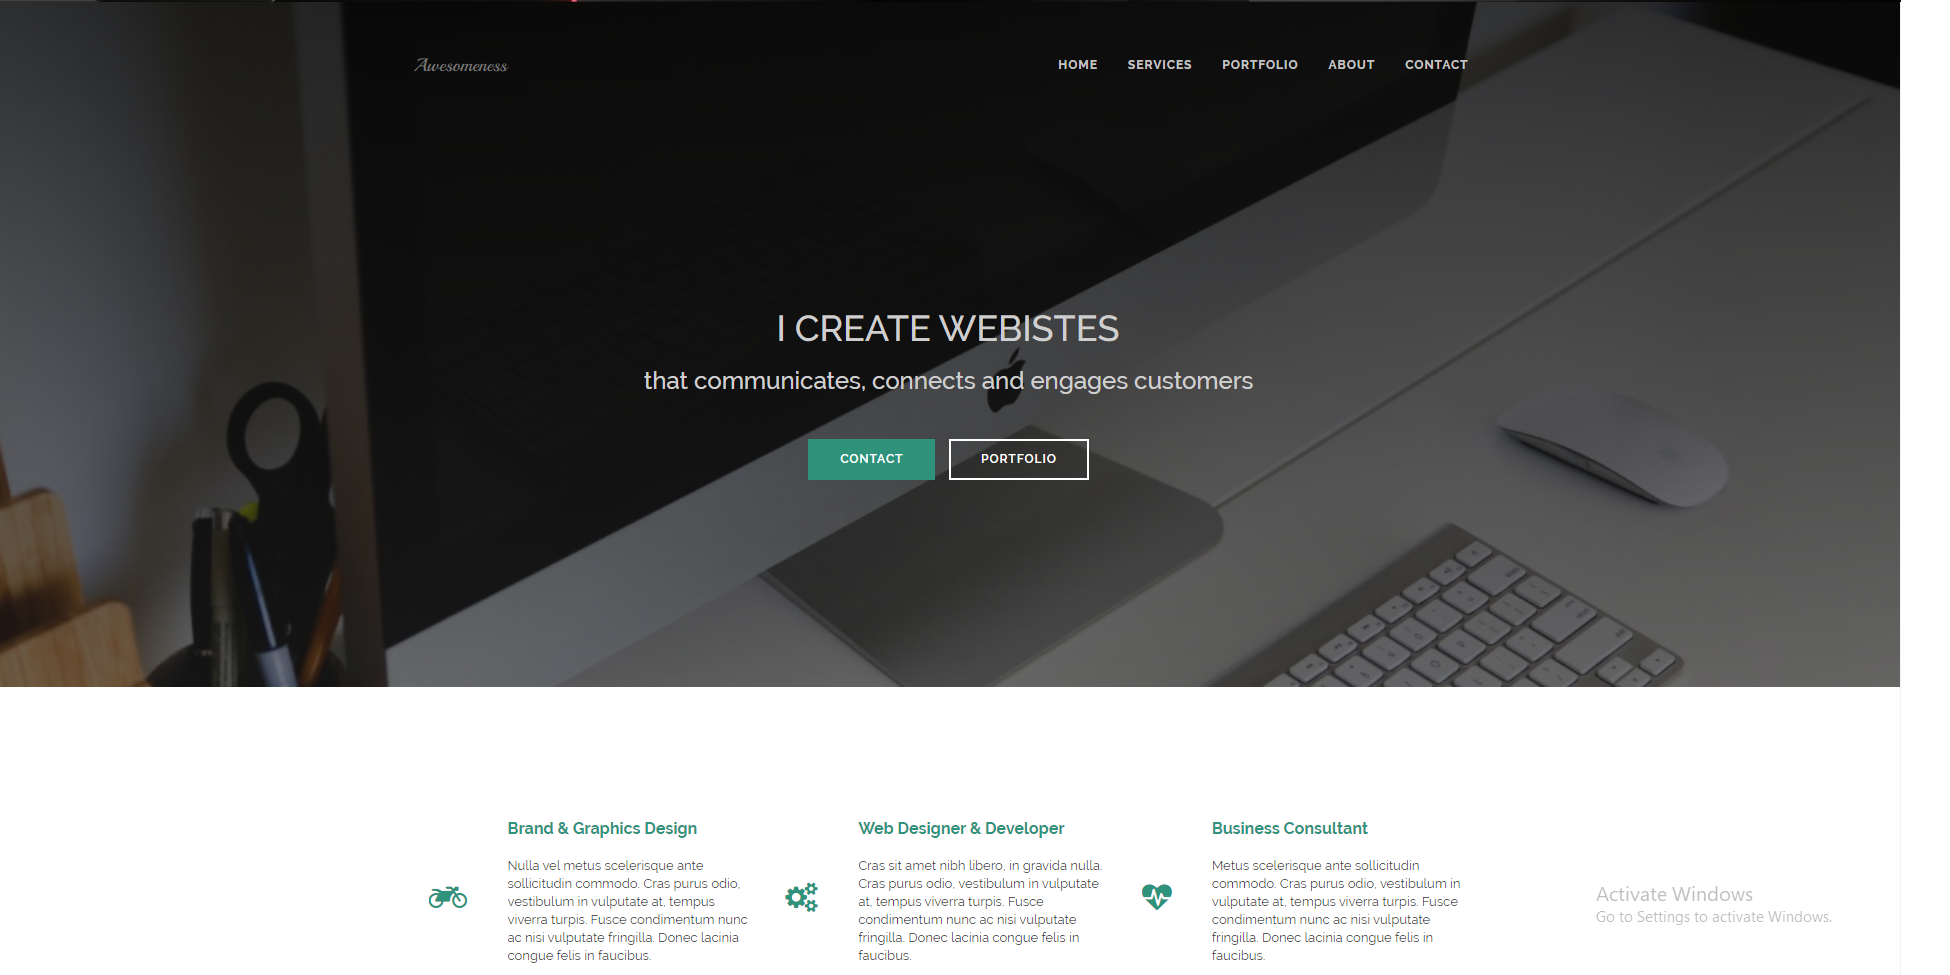 Awesomeness
HOME SERVICES PORTFOLIO ABOUT CONTACT
I CREATE WEBISTES
that communicates, connects and engages customers
CONTACT PORTFOLIO
Brand & Graphics Design
Nulla vel metus scelerisque ante
sollicitudin commodo. Cras purus odio,
vestibulum in vulputate at, tempus
viverra turpis. Fusce condimentum nunc
ac nisi vulputate fringilla. Donec lacinia
congue felis in faucibus.
Web Designer & Developer
Cras sit amet nibh libero, in gravida nulla.
Cras purus odio, vestibulum in vulputate
at, tempus viverra turpis. Fusce
condimentum nunc ac nisi vulputate
fringilla. Donec lacinia congue felis in
faucibus.
Business Consultant
Metus scelerisque ante sollicitudin
commodo. Cras purus odio, vestibulum in
vulputate at, tempus viverra turpis. Fusce
condimentum nunc ac nisi vulputate
fringilla. Donec lacinia congue felis in
faucibus.
Activate Windows
Go to Settings to activate Windows.